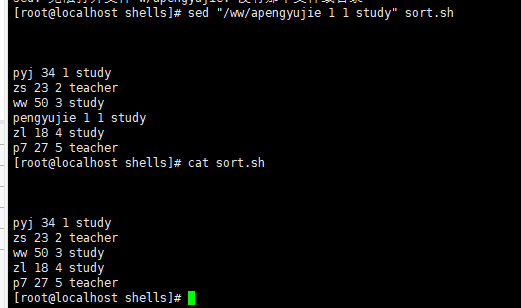 [root@localhost shells]# sed "/ww/apengyujie 1 1 study" sort.sh
pyj 34 1 study
zs 23 2 teacher
ww 50 3 study
pengyujie 1 1 study
zl 18 4 study
p7 27 5 teacher
[root@localhost shells]# cat sort.sh
pyj 34 1 study
zs 23 2 teacher
ww 50 3 study
zl 18 4 study
p7 27 5 teacher
[root@localhost shells]#